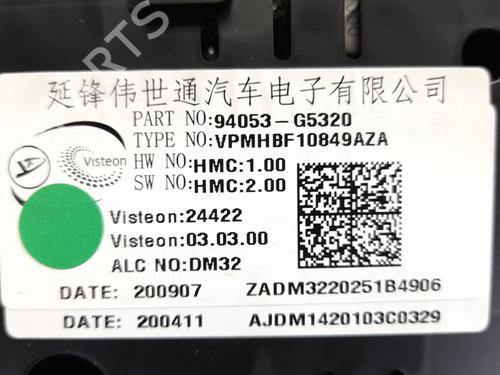 延锋伟世通汽车电子有限公司
PART NO:94053-G5320
TYPE NO:VPMHBF10849AZA
HW NO:HMC:1.00
SW NO:HMC:2.00
Visteon
Visteon:24422
Visteon:03.03.00
ALC NO:DM32
DATE: 200907 ZADM3220251B4906
DATE: 200411 AJDM1420103C0329
PARTS